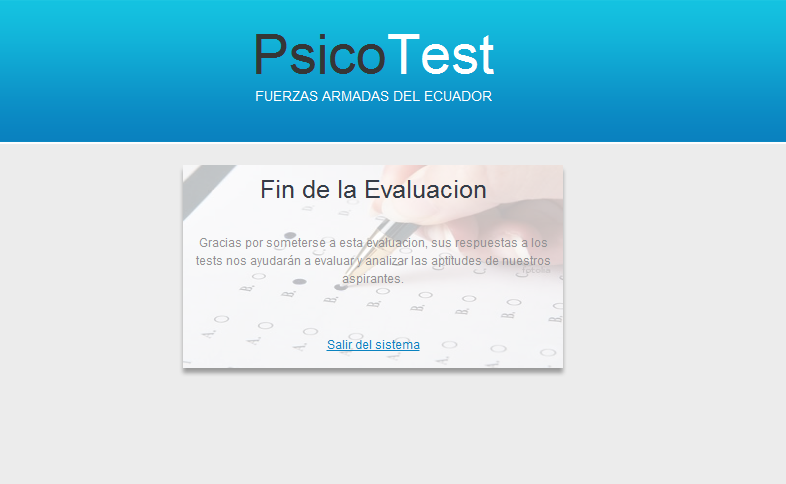 PsicoTest
FUERZAS ARMADAS DEL ECUADOR
Fin de la Evaluacion
Gracias por someterse a esta evaluacion, sus respuestas a los
tests nos ayudarán a evaluar y analizar las aptitudes de nuestros
aspirantes.
fotolia
Salir del sistema